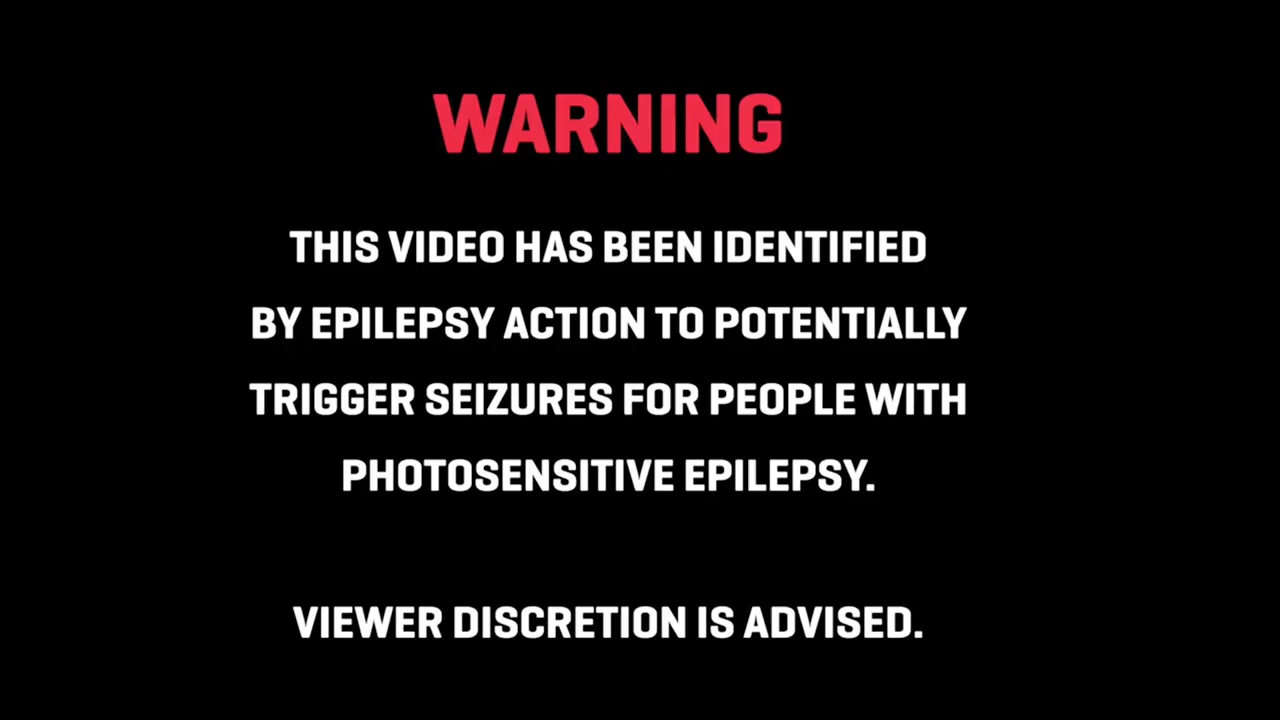 WARNING
THIS VIDEO HAS BEEN IDENTIFIED
BY EPILEPSY ACTION TO POTENTIALLY
TRIGGER SEIZURES FOR PEOPLE WITH
PHOTOSENSITIVE EPILEPSY.
VIEWER DISCRETION IS ADVISED.